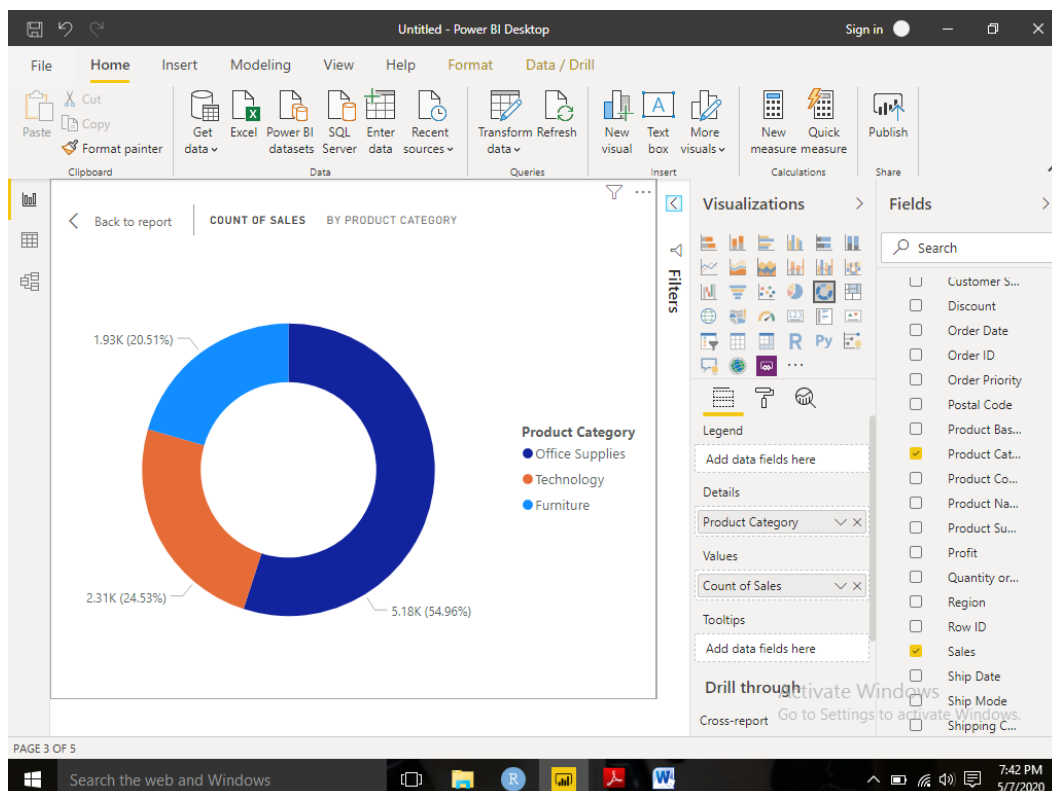 Untitled - Power BI Desktop
Sign in
File Home Insert Modeling View Help Format Data / Drill
Paste
Cut
Copy
Format painter
Clipboard
Get data
Excel
Power BI datasets
SQL Server
Enter data
Recent sources
Data
Transform data
Refresh
Queries
New visual
Text box
More visuals
Insert
New measure
Quick measure
Calculations
Publish
Share
Back to report
COUNT OF SALES BY PRODUCT CATEGORY
1.93K (20.51%)
2.31K (24.53%)
5.18K (54.96%)
Product Category
Office Supplies
Technology
Furniture
Filters
Visualizations
123
R Py
Legend
Add data fields here
Details
Product Category
Values
Count of Sales
Tooltips
Add data fields here
Drill through
Cross-report
Fields
Search
Customer S...
Discount
Order Date
Order ID
Order Priority
Postal Code
Product Bas...
Product Cat...
Product Co...
Product Na...
Product Su...
Profit
Quantity or...
Region
Row ID
Sales
Ship Date
Ship Mode
Shipping C...
Activate Windows
Go to Settings to activate Windows.
PAGE 3 OF 5
Search the web and Windows
R
W
7:42 PM
5/7/2020